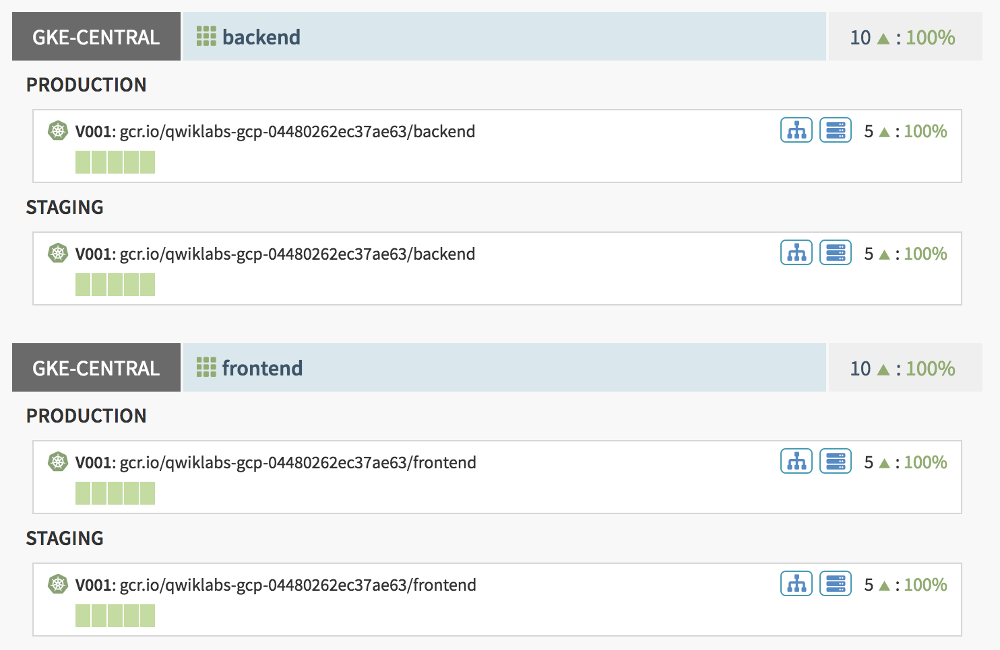 GKE-CENTRAL backend 10 ▲ : 100%
PRODUCTION
V001: gcr.io/qwiklabs-gcp-04480262ec37ae63/backend 5 ▲ : 100%
STAGING
V001: gcr.io/qwiklabs-gcp-04480262ec37ae63/backend 5 ▲ : 100%
GKE-CENTRAL frontend 10 ▲ : 100%
PRODUCTION
V001: gcr.io/qwiklabs-gcp-04480262ec37ae63/frontend 5 ▲ : 100%
STAGING
V001: gcr.io/qwiklabs-gcp-04480262ec37ae63/frontend 5 ▲ : 100%